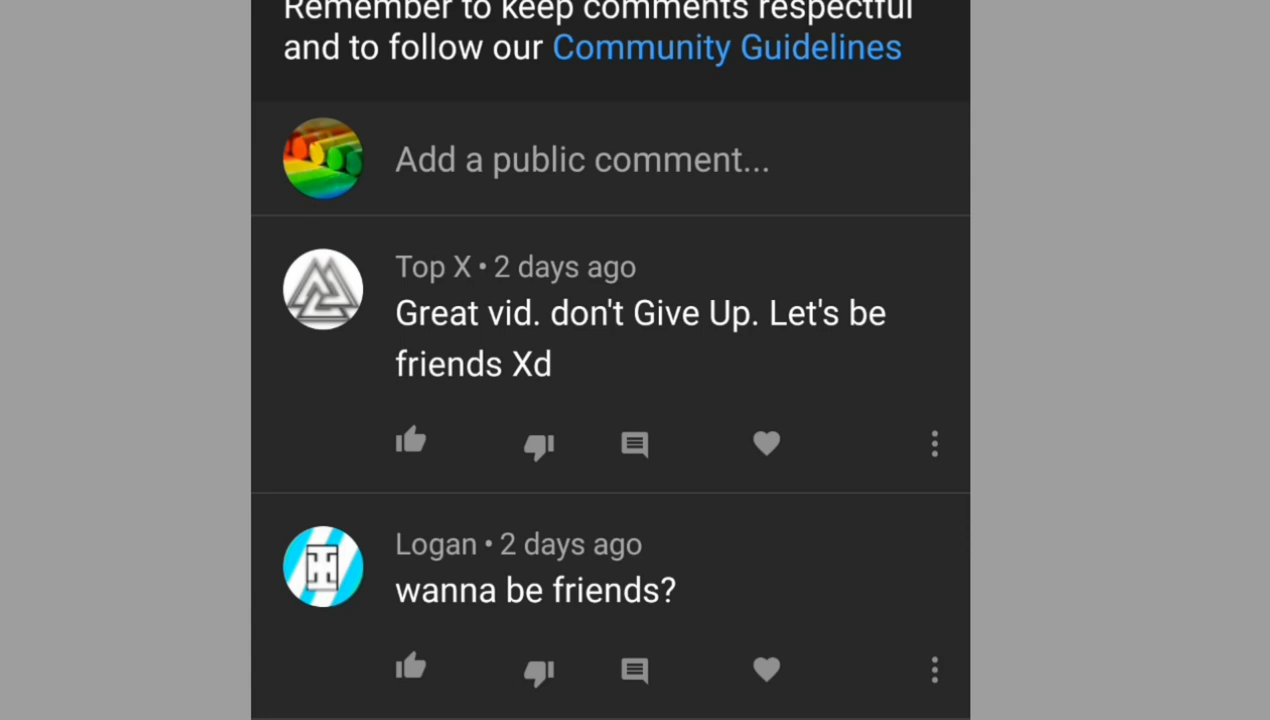 Remember to keep comments respectful
and to follow our Community Guidelines
Add a public comment...
Top X • 2 days ago
Great vid. don't Give Up. Let's be
friends Xd
Logan • 2 days ago
wanna be friends?